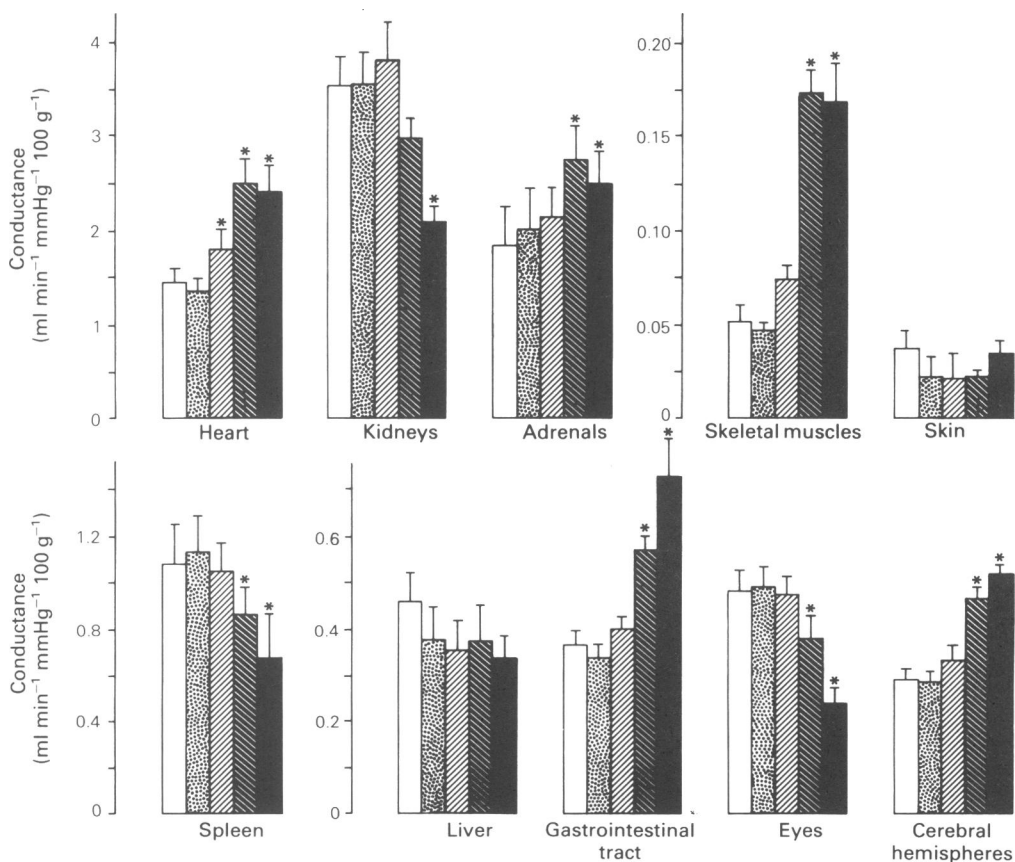 Conductance
(ml min⁻¹ mmHg⁻¹ 100 g⁻¹)
4
3
2
1
0
*
*
*
*
*
*
0.20
0.15
0.10
0.05
0
*
*
Heart
Kidneys
Adrenals
Skeletal muscles
Skin
Conductance
(ml min⁻¹ mmHg⁻¹ 100 g⁻¹)
1.2
0.8
0.4
0
*
*
0.6
0.4
0.2
0
*
*
*
*
*
*
Spleen
Liver
Gastrointestinal
tract
Eyes
Cerebral
hemispheres